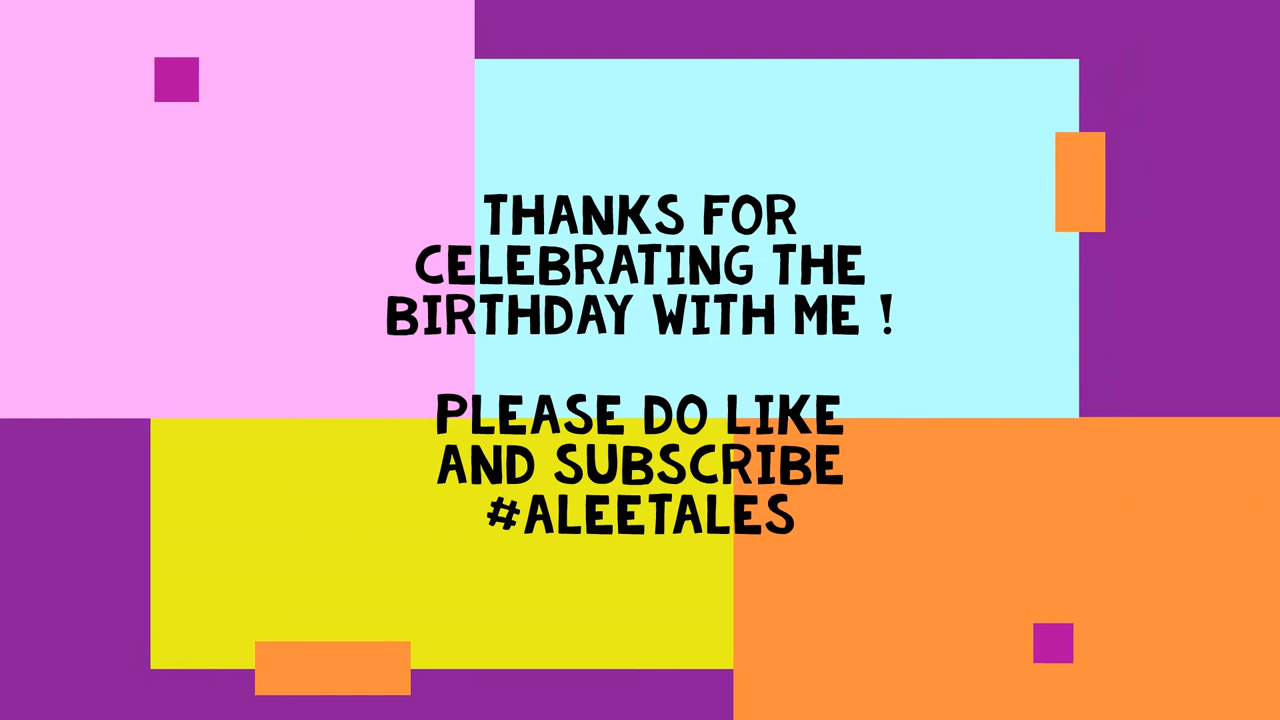 THANKS FOR
CELEBRATING THE
BIRTHDAY WITH ME !
PLEASE DO LIKE
AND SUBSCRIBE
#ALEETALES